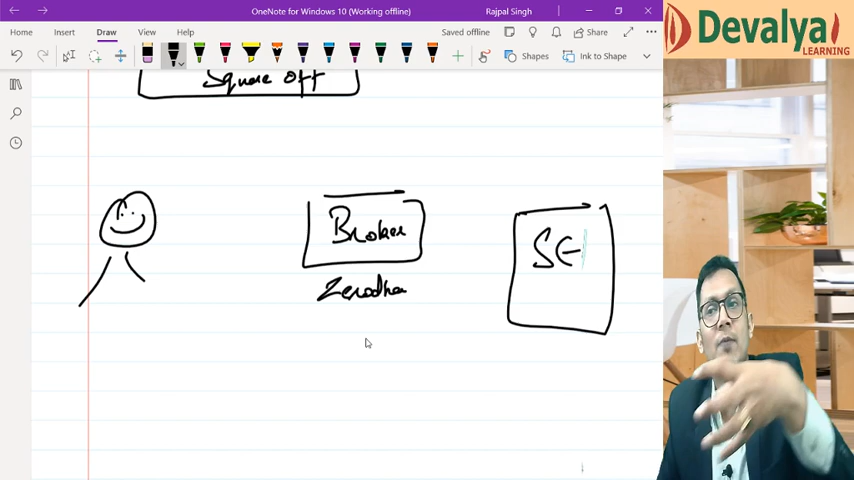 OneNote for Windows 10 (Working offline)
Rajpal Singh
Home
Insert
Draw
View
Help
Saved offline
Share
Shapes
Ink to Shape
Devalya
LEARNING
Square off
Broker
Zerodha
SE